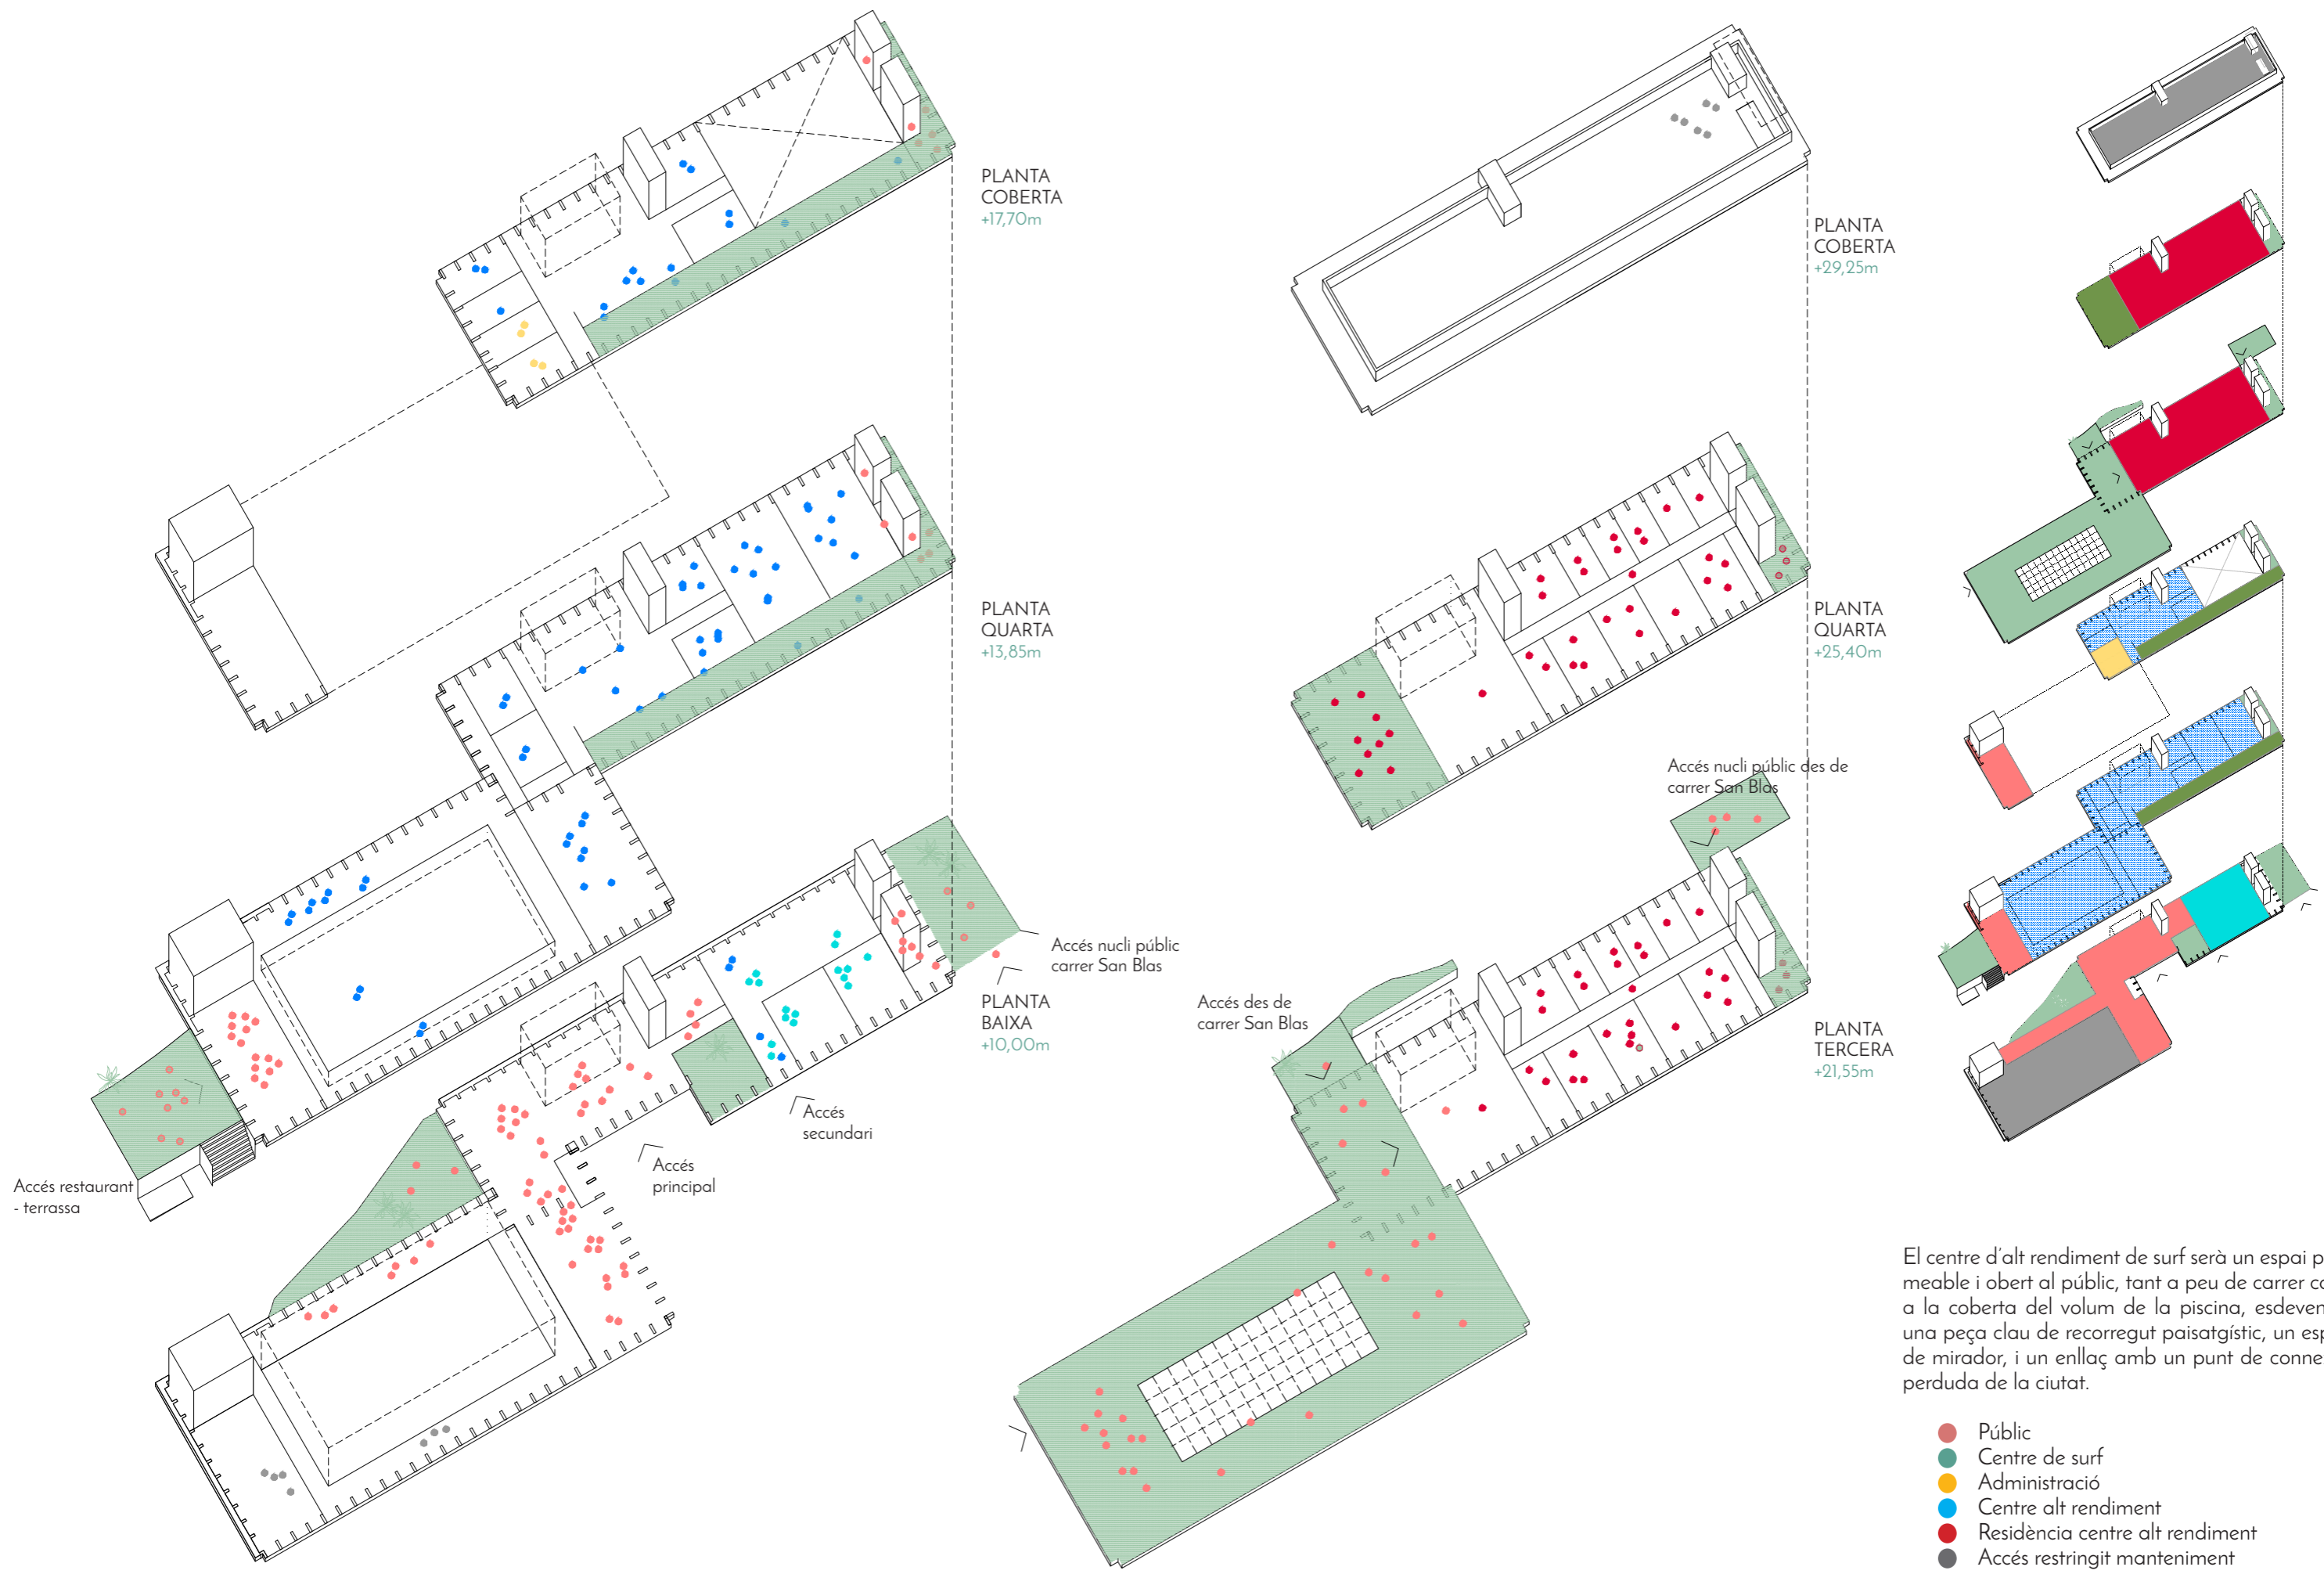 PLANTA
COBERTA
+17,70m
PLANTA
QUARTA
+13,85m
Accés nucli públic
carrer San Blas
PLANTA
BAIXA
+10,00m
Accés
secundari
Accés
principal
Accés restaurant
- terrassa
PLANTA
COBERTA
+29,25m
PLANTA
QUARTA
+25,40m
Accés nucli públic des de
carrer San Blas
Accés des de
carrer San Blas
PLANTA
TERCERA
+21,55m
El centre d'alt rendiment de surf serà un espai p
meable i obert al públic, tant a peu de carrer co
a la coberta del volum de la piscina, esdeven
una peça clau de recorregut paisatgístic, un esp
de mirador, i un enllaç amb un punt de conne
perduda de la ciutat.
Públic
Centre de surf
Administració
Centre alt rendiment
Residència centre alt rendiment
Accés restringit manteniment